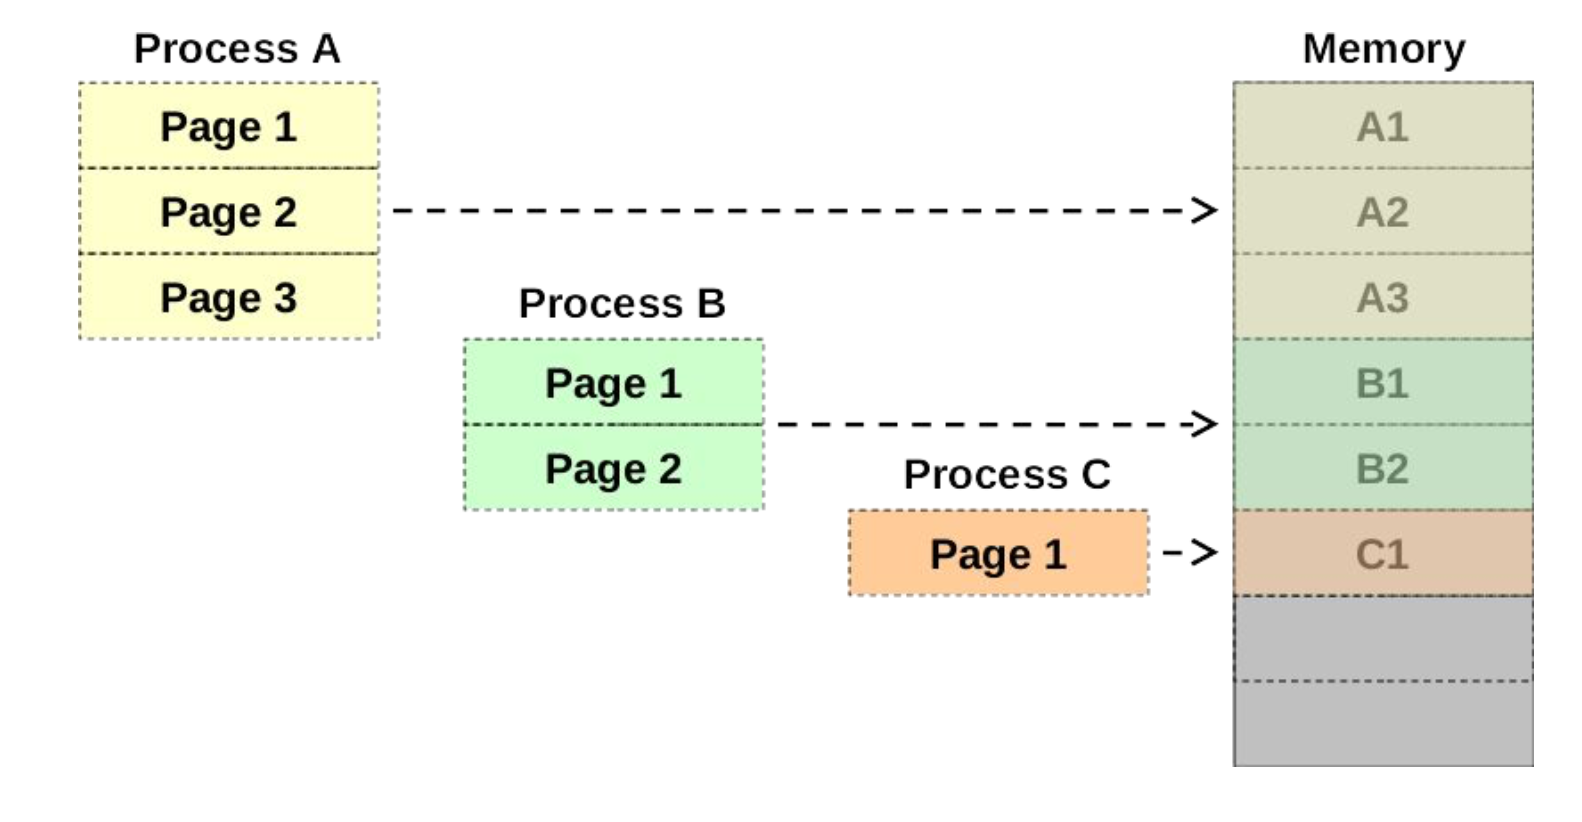 Process A
Page 1
Page 2
Page 3
Process B
Page 1
Page 2
Process C
Page 1
Memory
A1
A2
A3
B1
B2
C1